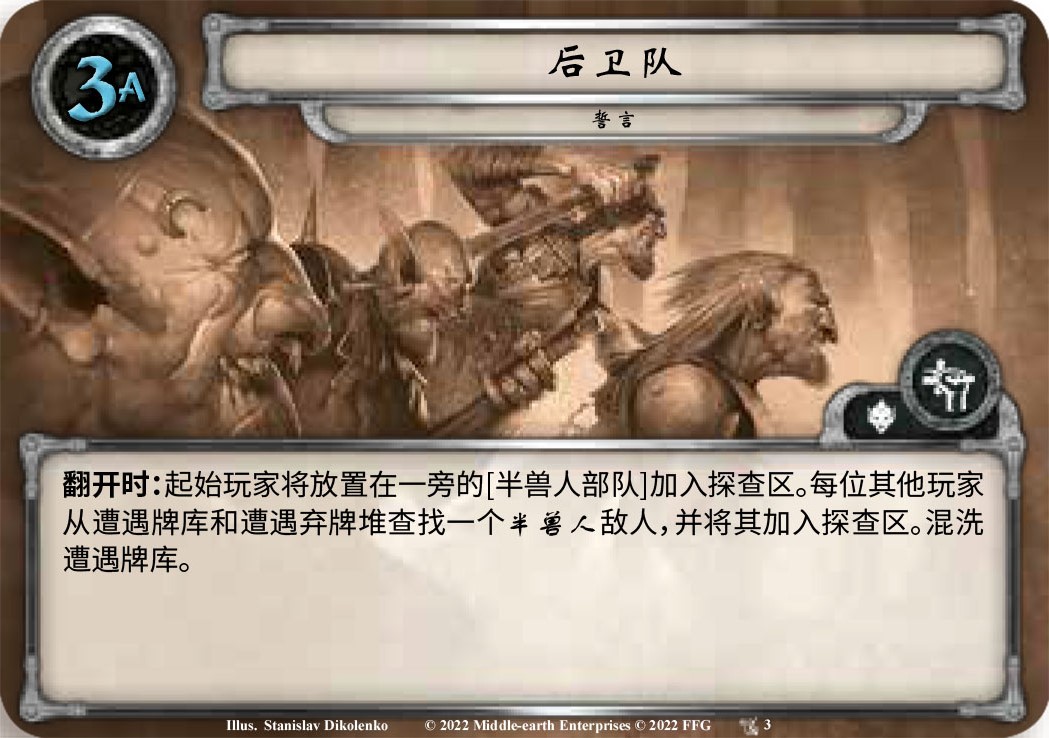 3A
后卫队
誓言
翻开时:起始玩家将放置在一旁的[半兽人部队]加入探查区。每位其他玩家
从遭遇牌库和遭遇弃牌堆查找一个半兽人敌人,并将其加入探查区。混洗
遭遇牌库。
Illus. Stanislav Dikolenko © 2022 Middle-earth Enterprises © 2022 FFG 3